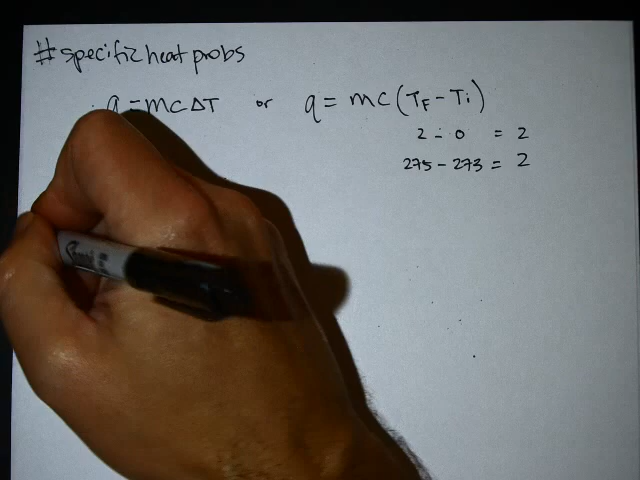 #specific heat probs
q = mcΔT or q = mc(TF - Ti)
2 - 0 = 2
275 - 273 = 2